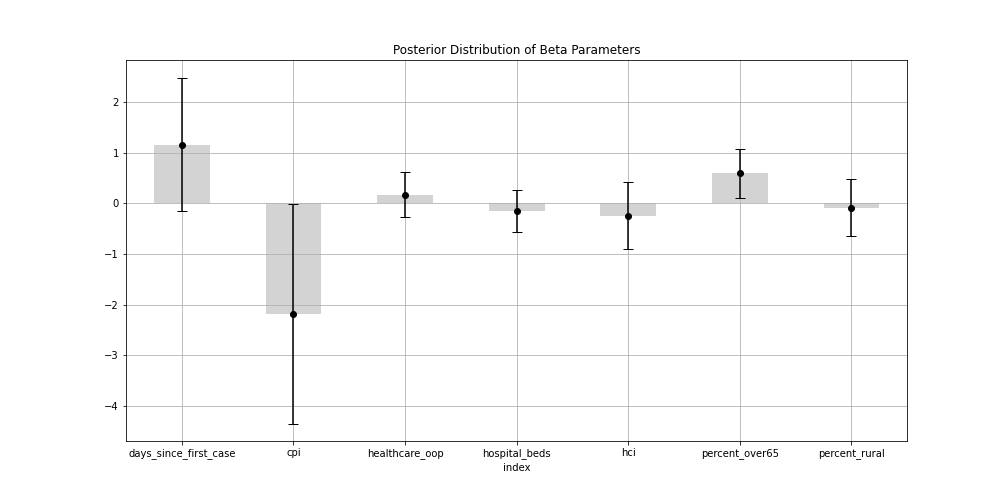 Posterior Distribution of Beta Parameters
2
1
0
−1
−2
−3
−4
days_since_first_case cpi healthcare_oop hospital_beds hci percent_over65 percent_rural
index